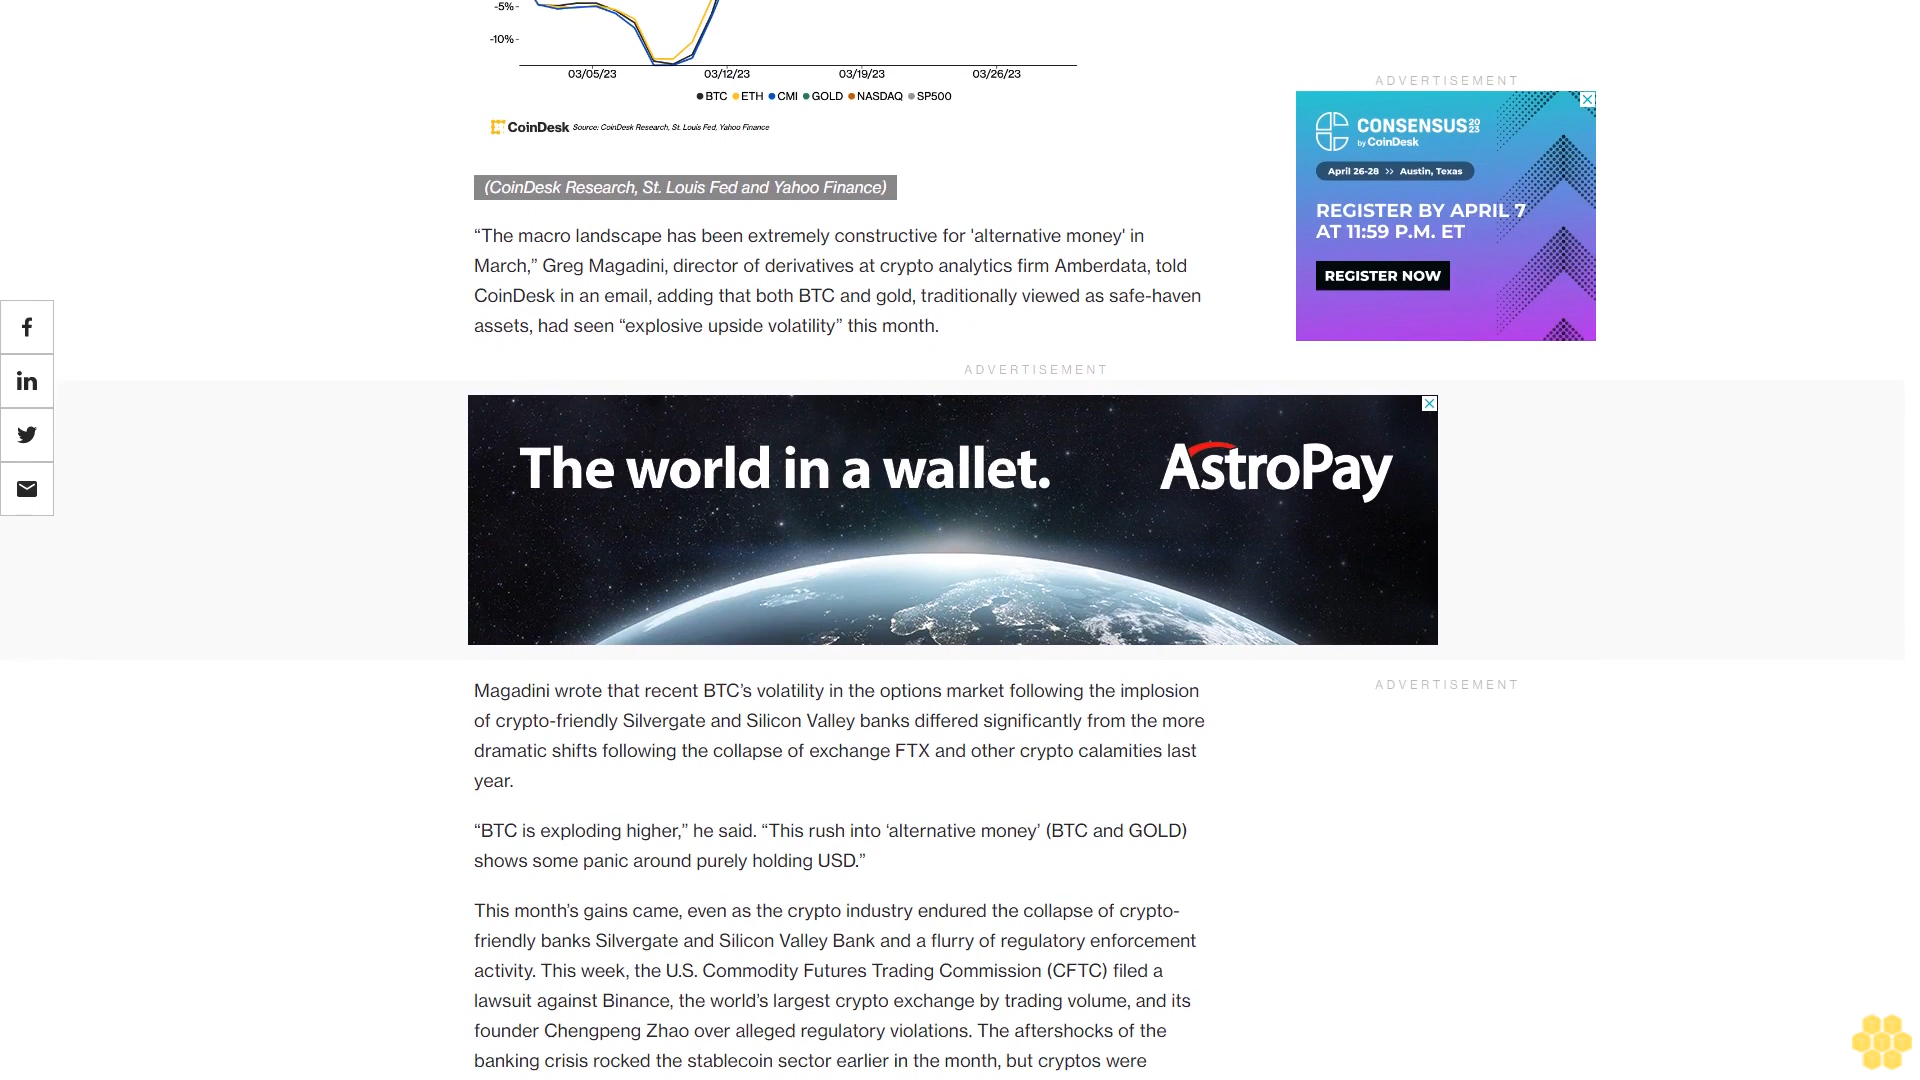 -5%
-10%
03/05/23 03/12/23 03/19/23 03/26/23
BTC ETH CMI GOLD NASDAQ SP500
CoinDesk Source: CoinDesk Research, St. Louis Fed, Yahoo Finance
(CoinDesk Research, St. Louis Fed and Yahoo Finance)
“The macro landscape has been extremely constructive for 'alternative money' in
March,” Greg Magadini, director of derivatives at crypto analytics firm Amberdata, told
CoinDesk in an email, adding that both BTC and gold, traditionally viewed as safe-haven
assets, had seen “explosive upside volatility” this month.
ADVERTISEMENT
CONSENSUS 2023
by CoinDesk
April 26-28 >> Austin, Texas
REGISTER BY APRIL 7
AT 11:59 P.M. ET
REGISTER NOW
ADVERTISEMENT
The world in a wallet. AstroPay
Magadini wrote that recent BTC’s volatility in the options market following the implosion
of crypto-friendly Silvergate and Silicon Valley banks differed significantly from the more
dramatic shifts following the collapse of exchange FTX and other crypto calamities last
year.
“BTC is exploding higher,” he said. “This rush into ‘alternative money’ (BTC and GOLD)
shows some panic around purely holding USD.”
This month’s gains came, even as the crypto industry endured the collapse of crypto-
friendly banks Silvergate and Silicon Valley Bank and a flurry of regulatory enforcement
activity. This week, the U.S. Commodity Futures Trading Commission (CFTC) filed a
lawsuit against Binance, the world’s largest crypto exchange by trading volume, and its
founder Chengpeng Zhao over alleged regulatory violations. The aftershocks of the
banking crisis rocked the stablecoin sector earlier in the month, but cryptos were
ADVERTISEMENT